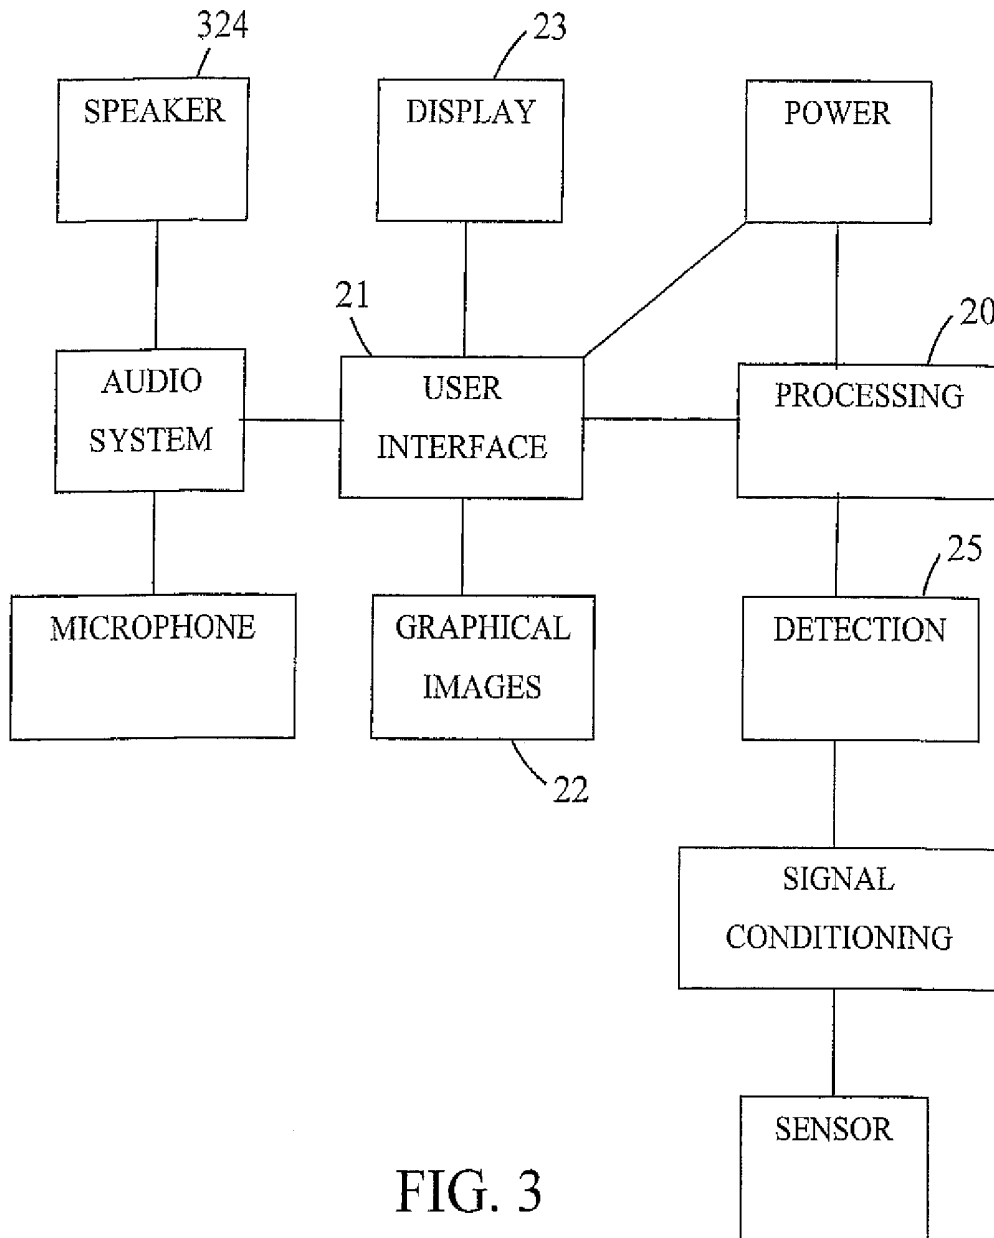 324
23
SPEAKER
DISPLAY
POWER
21
20
AUDIO
SYSTEM
USER
INTERFACE
PROCESSING
25
MICROPHONE
GRAPHICAL
IMAGES
DETECTION
22
SIGNAL
CONDITIONING
SENSOR
FIG. 3